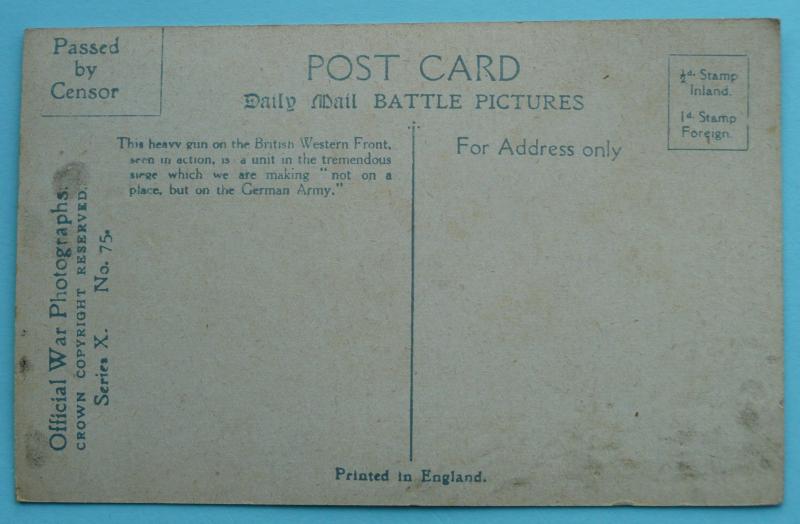 Passed
by
Censor
POST CARD
Daily Mail BATTLE PICTURES
½d. Stamp
Inland.
1d. Stamp
Foreign.
This heavy gun on the British Western Front,
seen in action, is a unit in the tremendous
siege which we are making "not on a
place, but on the German Army."
For Address only
Official War Photographs.
CROWN COPYRIGHT RESERVED.
Series X. No. 75.
Printed in England.